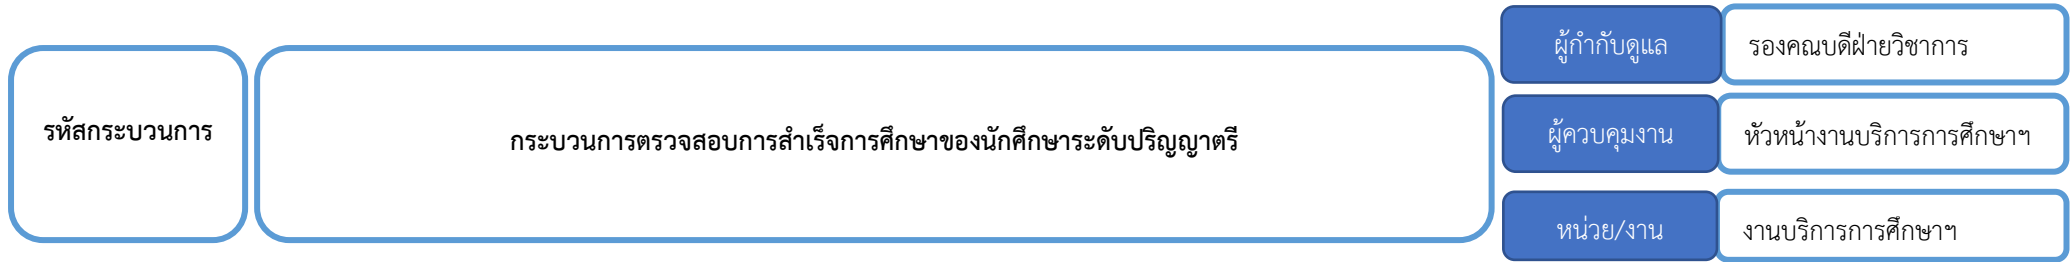 รหัสกระบวนการ
กระบวนการตรวจสอบการสำเร็จการศึกษาของนักศึกษาระดับปริญญาตรี
ผู้กำกับดูแล รองคณบดีฝ่ายวิชาการ
ผู้ควบคุมงาน หัวหน้างานบริการการศึกษาฯ
หน่วย/งาน งานบริการการศึกษาฯ